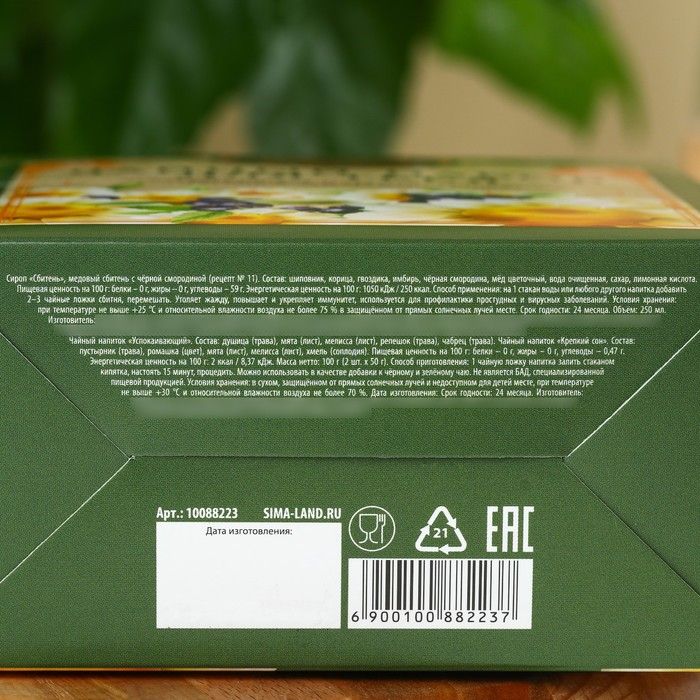 Сироп «Сбитень», медовый сбитень с чёрной смородиной (рецепт № 11). Состав: шиповник, корица, гвоздика, имбирь, чёрная смородина, мёд цветочный, вода очищенная, сахар, лимонная кислота.
Пищевая ценность на 100 г: белки – 0 г, жиры – 0 г, углеводы – 59 г. Энергетическая ценность на 100 г: 1050 кДж / 250 ккал. Способ применения: на 1 стакан воды или любого другого напитка добавить
2–3 чайные ложки сбитня, перемешать. Утоляет жажду, повышает и укрепляет иммунитет, используется для профилактики простудных и вирусных заболеваний. Условия хранения:
при температуре не выше +25 °С и относительной влажности воздуха не более 75 % в защищённом от прямых солнечных лучей месте. Срок годности: 24 месяца. Объём: 250 мл.
Изготовитель:
Чайный напиток «Успокаивающий». Состав: душица (трава), мята (лист), мелисса (лист), репешок (трава), чабрец (трава). Чайный напиток «Крепкий сон». Состав:
пустырник (трава), ромашка (цвет), мята (лист), мелисса (лист), хмель (соплодия). Пищевая ценность на 100 г: белки – 0 г, жиры – 0 г, углеводы – 0,47 г.
Энергетическая ценность на 100 г: 2 ккал / 8,37 кДж. Масса нетто: 100 г (2 шт. х 50 г). Способ применения: 1 чайную ложку напитка залить стаканом
кипятка, настоять 15 минут, процедить. Можно использовать в качестве добавки к чёрному и зелёному чаю. Не является БАД, специализированной
пищевой продукцией. Условия хранения: в сухом, защищённом от прямых солнечных лучей и недоступном для детей месте, при температуре
не выше +30 °С и относительной влажности воздуха не более 70 %. Дата изготовления: Срок годности: 24 месяца. Изготовитель:
Арт.: 10088223 SIMA-LAND.RU
Дата изготовления:
21
EAC
6 900100 882237